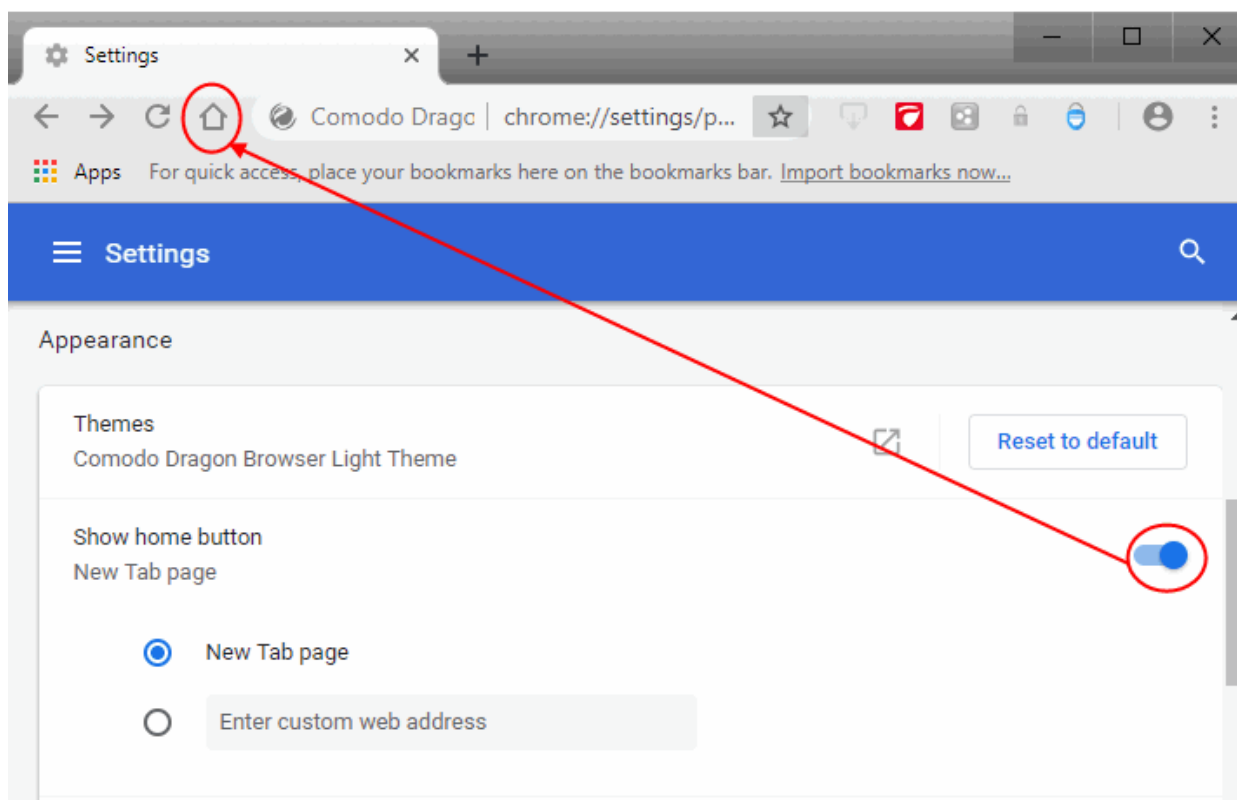 Settings
Comodo Drago | chrome://settings/p...
Apps For quick access, place your bookmarks here on the bookmarks bar. Import bookmarks now...
Settings
Appearance
Themes
Comodo Dragon Browser Light Theme
Reset to default
Show home button
New Tab page
New Tab page
Enter custom web address